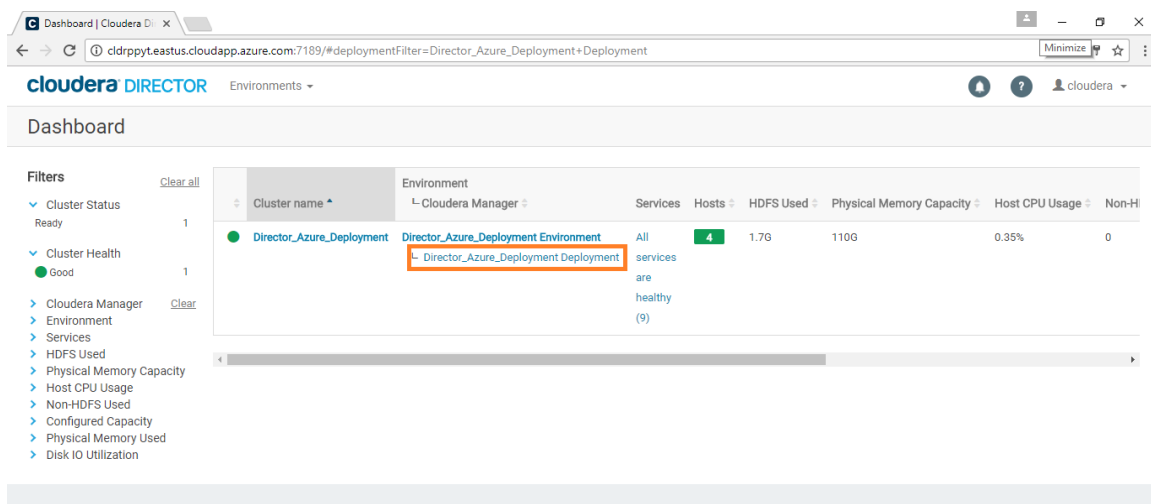 Dashboard | Cloudera Di
cldrppyt.eastus.cloudapp.azure.com:7189/#deploymentFilter=Director_Azure_Deployment+Deployment
Minimize
cloudera DIRECTOR
Environments
?
cloudera
Dashboard
Filters
Clear all
Cluster Status
Ready 1
Cluster Health
Good 1
Cloudera Manager Clear
Environment
Services
HDFS Used
Physical Memory Capacity
Host CPU Usage
Non-HDFS Used
Configured Capacity
Physical Memory Used
Disk IO Utilization
Environment
Cluster name Cloudera Manager Services Hosts HDFS Used Physical Memory Capacity Host CPU Usage Non-H
Director_Azure_Deployment Director_Azure_Deployment Environment All 4 1.7G 110G 0.35% 0
Director_Azure_Deployment Deployment services
are
healthy
(9)